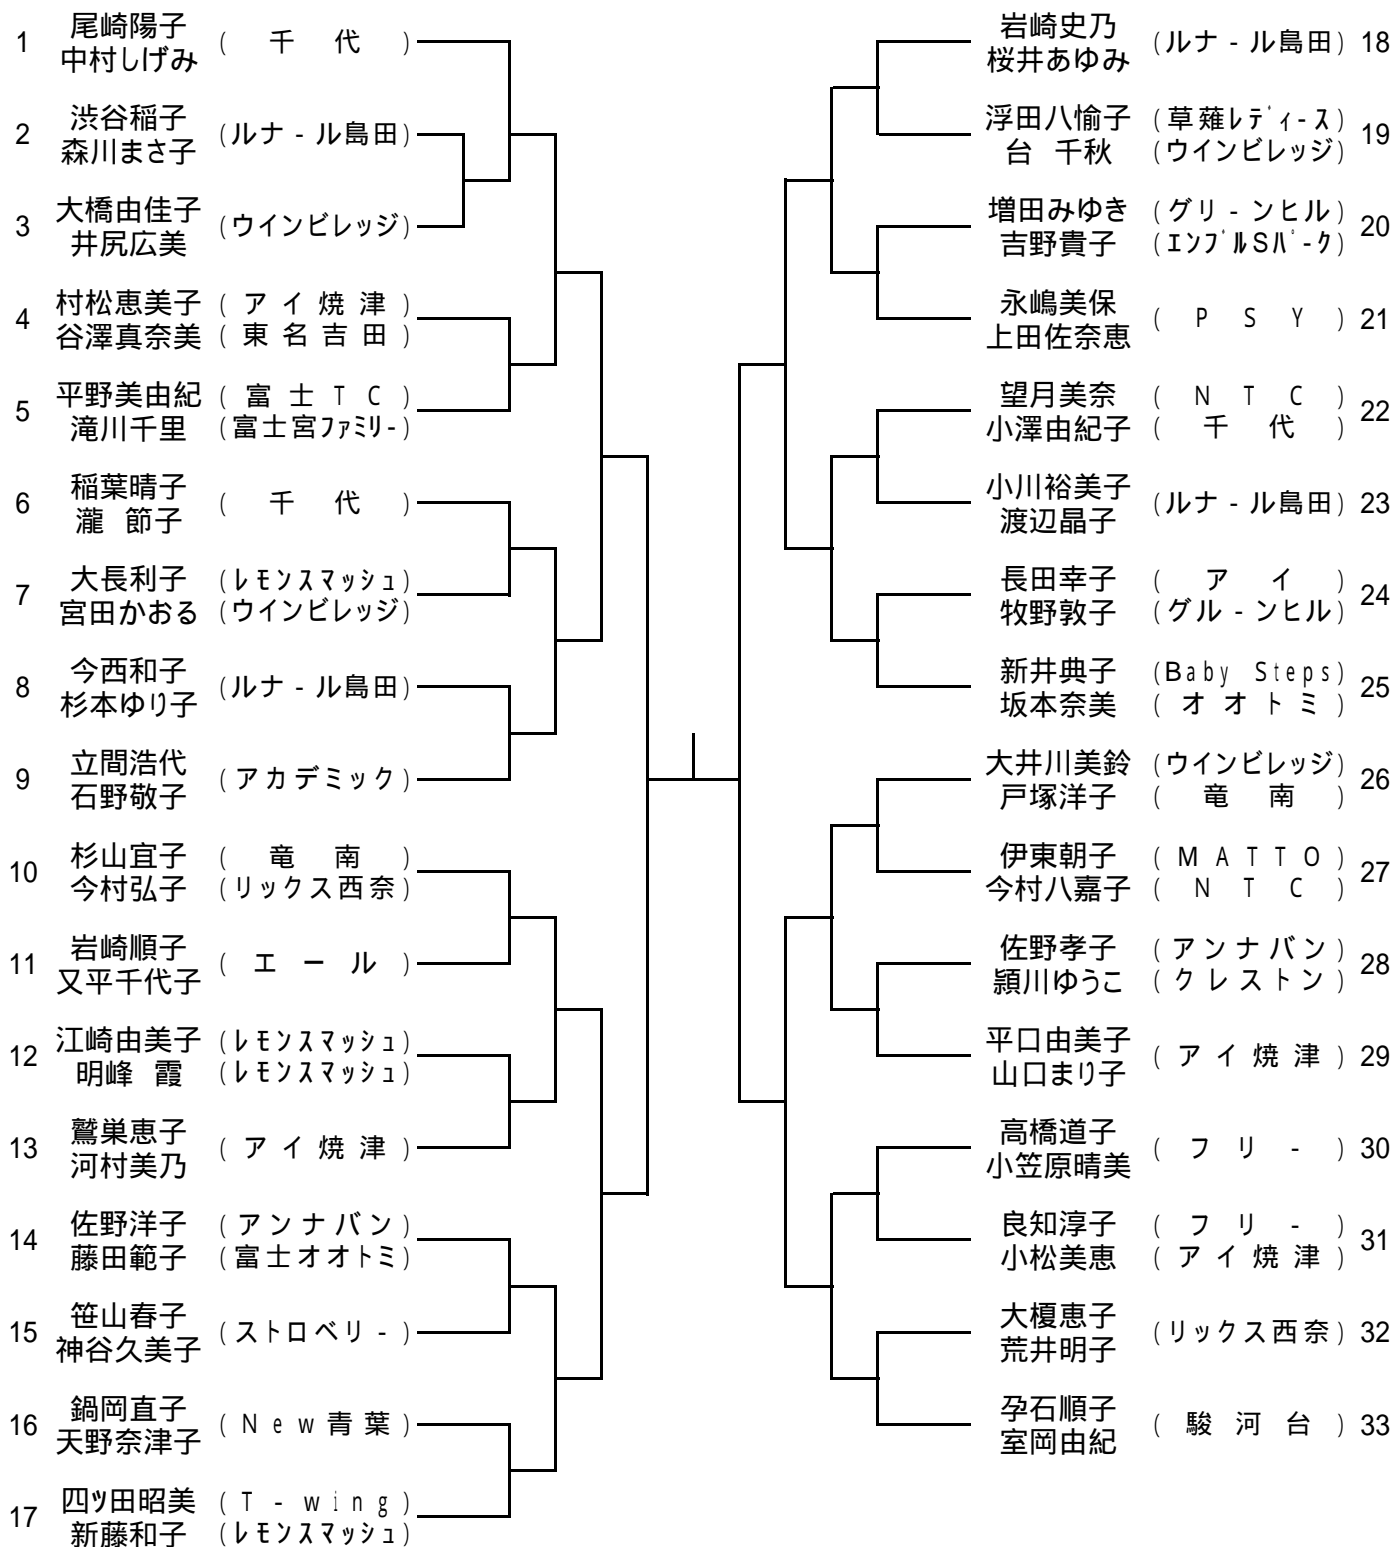 1 尾崎陽子 ( 千 代 )
中村しげみ
2 渋谷稲子 (ルナ-ル島田)
森川まさ子
3 大橋由佳子 (ウインビレッジ)
井尻広美
4 村松恵美子 (アイ焼津)
谷澤真奈美 (東名吉田)
5 平野美由紀 (富士TC)
滝川千里 (富士宮ファミリ-)
6 稲葉晴子 ( 千 代 )
瀧 節子
7 大長利子 (レモンスマッシュ)
宮田かおる (ウインビレッジ)
8 今西和子 (ルナ-ル島田)
杉本ゆり子
9 立間浩代 (アカデミック)
石野敬子
10 杉山宜子 ( 竜 南 )
今村弘子 (リックス西奈)
11 岩崎順子 ( エ ー ル )
又平千代子
12 江崎由美子 (レモンスマッシュ)
明峰 霞 (レモンスマッシュ)
13 鷲巣恵子 (アイ焼津)
河村美乃
14 佐野洋子 (アンナバン)
藤田範子 (富士オオトミ)
15 笹山春子 (ストロベリ-)
神谷久美子
16 鍋岡直子 (New青葉)
天野奈津子
17 四ツ田昭美 (T-wing)
新藤和子 (レモンスマッシュ)
岩崎史乃 (ルナ-ル島田) 18
桜井あゆみ
浮田八愉子 (草薙レディ-ス) 19
台 千秋 (ウインビレッジ)
増田みゆき (グリ-ンヒル) 20
吉野貴子 (エンブルSパ-ク)
永嶋美保 ( P S Y ) 21
上田佐奈恵
望月美奈 ( N T C ) 22
小澤由紀子 ( 千 代 )
小川裕美子 (ルナ-ル島田) 23
渡辺晶子
長田幸子 ( ア イ ) 24
牧野敦子 (グル-ンヒル)
新井典子 (Baby Steps) 25
坂本奈美 (オオトミ)
大井川美鈴 (ウインビレッジ) 26
戸塚洋子 ( 竜 南 )
伊東朝子 (MATTO) 27
今村八嘉子 ( N T C )
佐野孝子 (アンナバン) 28
頴川ゆうこ (クレストン)
平口由美子 (アイ焼津) 29
山口まり子
高橋道子 ( フ リ - ) 30
小笠原晴美
良知淳子 ( フ リ - ) 31
小松美恵 (アイ焼津)
大榎恵子 (リックス西奈) 32
荒井明子
孕石順子 ( 駿 河 台 ) 33
室岡由紀